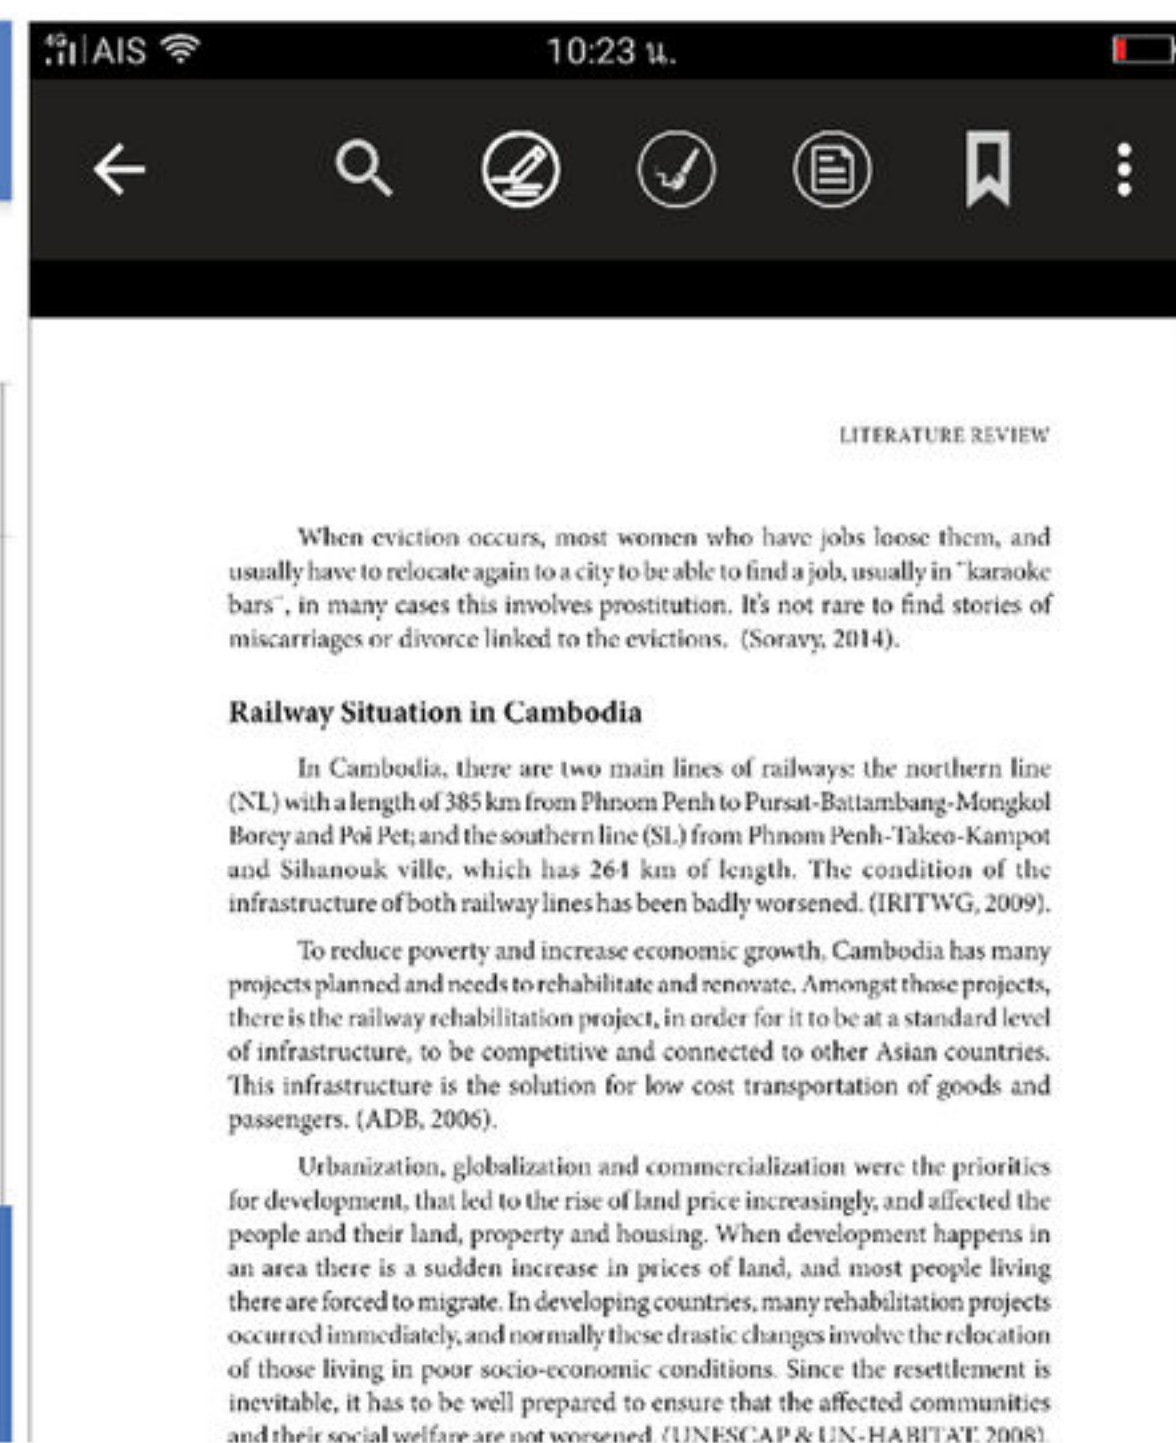 4G AIS 10:23 น.
LITERATURE REVIEW
When eviction occurs, most women who have jobs loose them, and
usually have to relocate again to a city to be able to find a job, usually in "karaoke
bars", in many cases this involves prostitution. It's not rare to find stories of
miscarriages or divorce linked to the evictions. (Soravy, 2014).
Railway Situation in Cambodia
In Cambodia, there are two main lines of railways: the northern line
(NL) with a length of 385 km from Phnom Penh to Pursat-Battambang-Mongkol
Borey and Poi Pet; and the southern line (SL) from Phnom Penh-Takeo-Kampot
and Sihanouk ville, which has 264 km of length. The condition of the
infrastructure of both railway lines has been badly worsened. (IRITWG, 2009).
To reduce poverty and increase economic growth, Cambodia has many
projects planned and needs to rehabilitate and renovate. Amongst those projects,
there is the railway rehabilitation project, in order for it to be at a standard level
of infrastructure, to be competitive and connected to other Asian countries.
This infrastructure is the solution for low cost transportation of goods and
passengers. (ADB, 2006).
Urbanization, globalization and commercialization were the priorities
for development, that led to the rise of land price increasingly, and affected the
people and their land, property and housing. When development happens in
an area there is a sudden increase in prices of land, and most people living
there are forced to migrate. In developing countries, many rehabilitation projects
occurred immediately, and normally these drastic changes involve the relocation
of those living in poor socio-economic conditions. Since the resettlement is
inevitable, it has to be well prepared to ensure that the affected communities
and their social welfare are not worsened. (UNESCAP & UN-HABITAT, 2008).